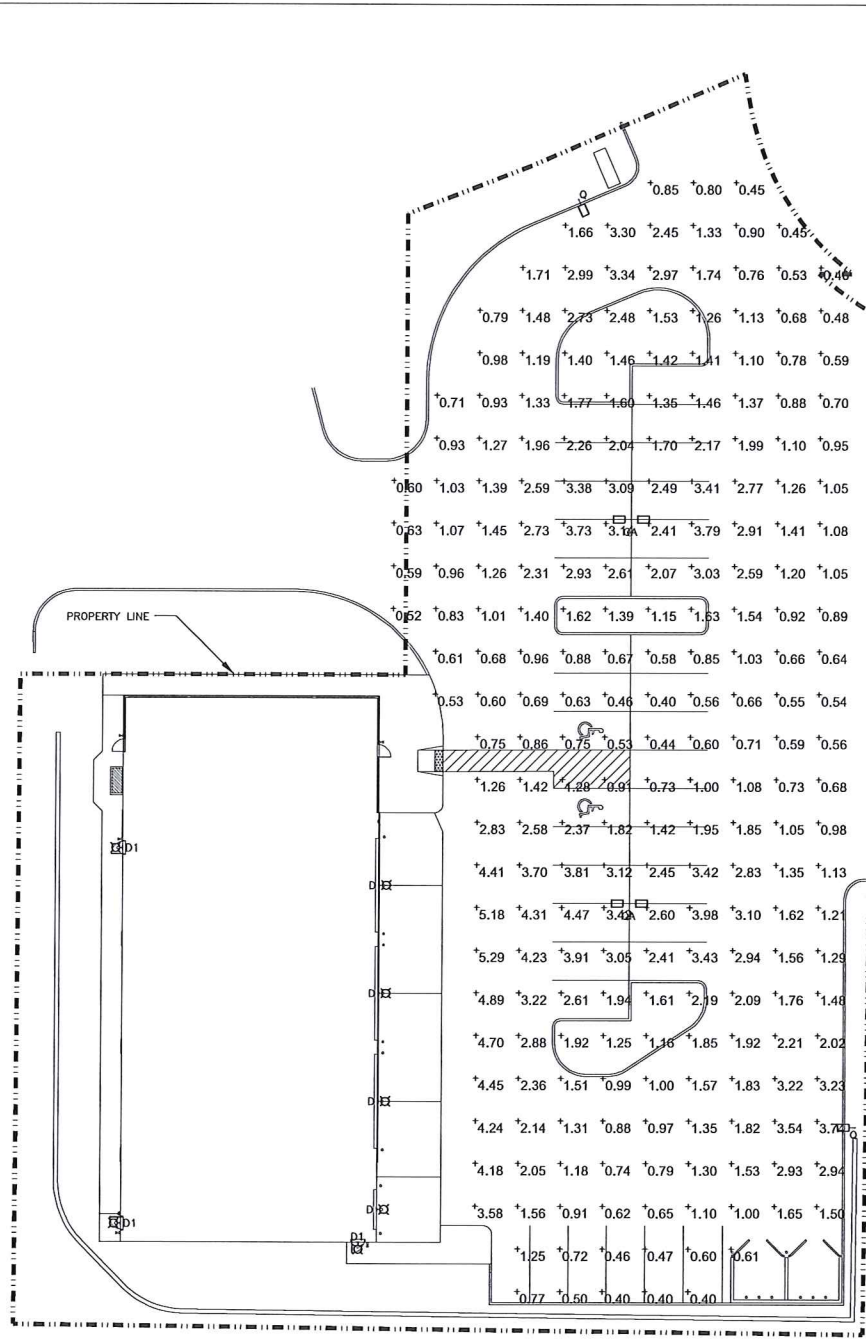 +0.85 +0.80 +0.45
Q
+1.66 +3.30 +2.45 +1.33 +0.90 +0.45
+1.71 +2.99 +3.34 +2.97 +1.74 +0.76 +0.53 +0.46
+0.79 +1.48 +2.73 +2.48 +1.53 +1.26 +1.13 +0.68 +0.48
+0.98 +1.19 +1.40 +1.46 +1.42 +1.41 +1.10 +0.78 +0.59
+0.71 +0.93 +1.33 +1.77 +1.60 +1.35 +1.46 +1.37 +0.88 +0.70
+0.93 +1.27 +1.96 +2.26 +2.04 +1.70 +2.17 +1.99 +1.10 +0.95
+0.60 +1.03 +1.39 +2.59 +3.38 +3.09 +2.49 +3.41 +2.77 +1.26 +1.05
+0.63 +1.07 +1.45 +2.73 +3.73 +2.41 +3.79 +2.91 +1.41 +1.08
+0.59 +0.96 +1.26 +2.31 +2.93 +2.61 +2.07 +3.03 +2.59 +1.20 +1.05
PROPERTY LINE
+0.52 +0.83 +1.01 +1.40 +1.62 +1.39 +1.15 +1.63 +1.54 +0.92 +0.89
+0.61 +0.68 +0.96 +0.88 +0.67 +0.58 +0.85 +1.03 +0.66 +0.64
+0.53 +0.60 +0.69 +0.63 +0.46 +0.40 +0.56 +0.66 +0.55 +0.54
+0.75 +0.86 +0.75 +0.53 +0.44 +0.60 +0.71 +0.59 +0.56
+1.26 +1.42 +1.28 +0.91 +0.73 +1.00 +1.08 +0.73 +0.68
+2.83 +2.58 +2.37 +1.82 +1.42 +1.95 +1.85 +1.05 +0.98
D1
+4.41 +3.70 +3.81 +3.12 +2.45 +3.42 +2.83 +1.35 +1.13
D
+5.18 +4.31 +4.47 +2.60 +3.98 +3.10 +1.62 +1.21
+5.29 +4.23 +3.91 +3.05 +2.41 +3.43 +2.94 +1.56 +1.29
D
+4.89 +3.22 +2.61 +1.94 +1.61 +2.19 +2.09 +1.76 +1.48
+4.70 +2.88 +1.92 +1.25 +1.16 +1.85 +1.92 +2.21 +2.02
+4.45 +2.36 +1.51 +0.99 +1.00 +1.57 +1.83 +3.22 +3.23
D
+4.24 +2.14 +1.31 +0.88 +0.97 +1.35 +1.82 +3.54
Q
+4.18 +2.05 +1.18 +0.74 +0.79 +1.30 +1.53 +2.93 +2.94
+3.58 +1.56 +0.91 +0.62 +0.65 +1.10 +1.00 +1.65 +1.50
D
D1
D1
+1.25 +0.72 +0.46 +0.47 +0.60 +0.61
+0.77 +0.50 +0.40 +0.40 +0.40